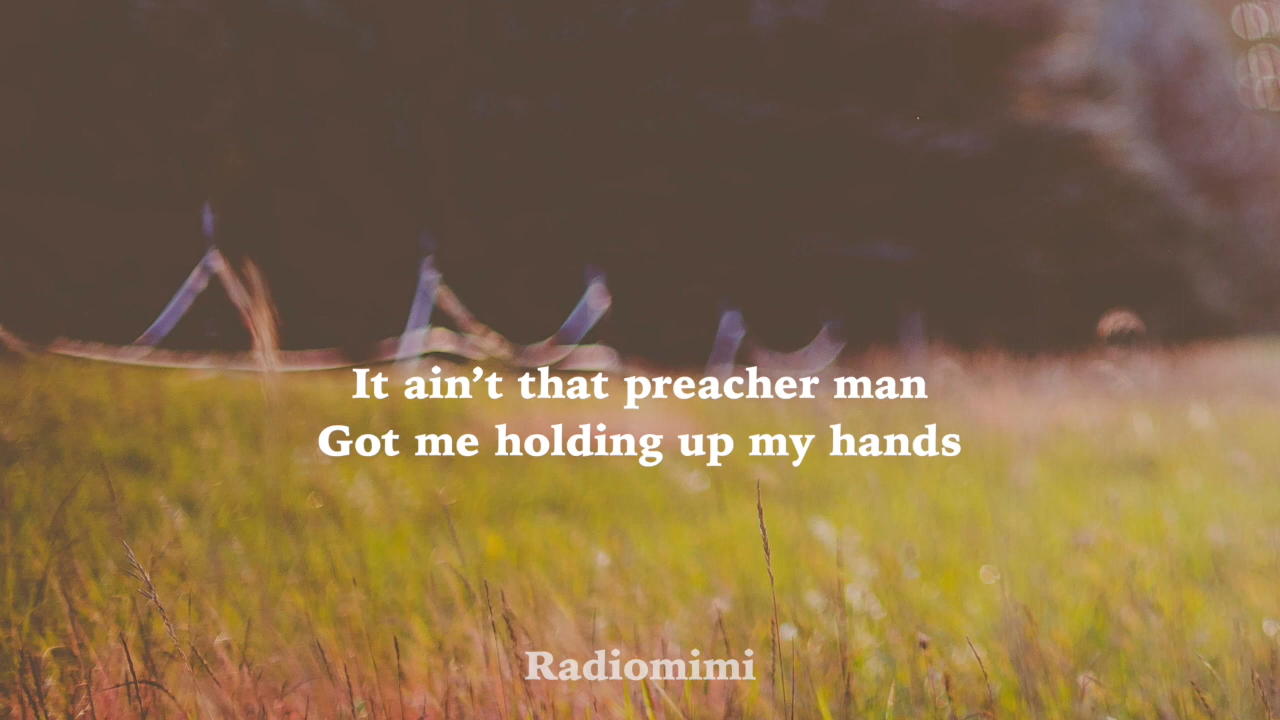 It ain’t that preacher man
Got me holding up my hands
Radiomimi